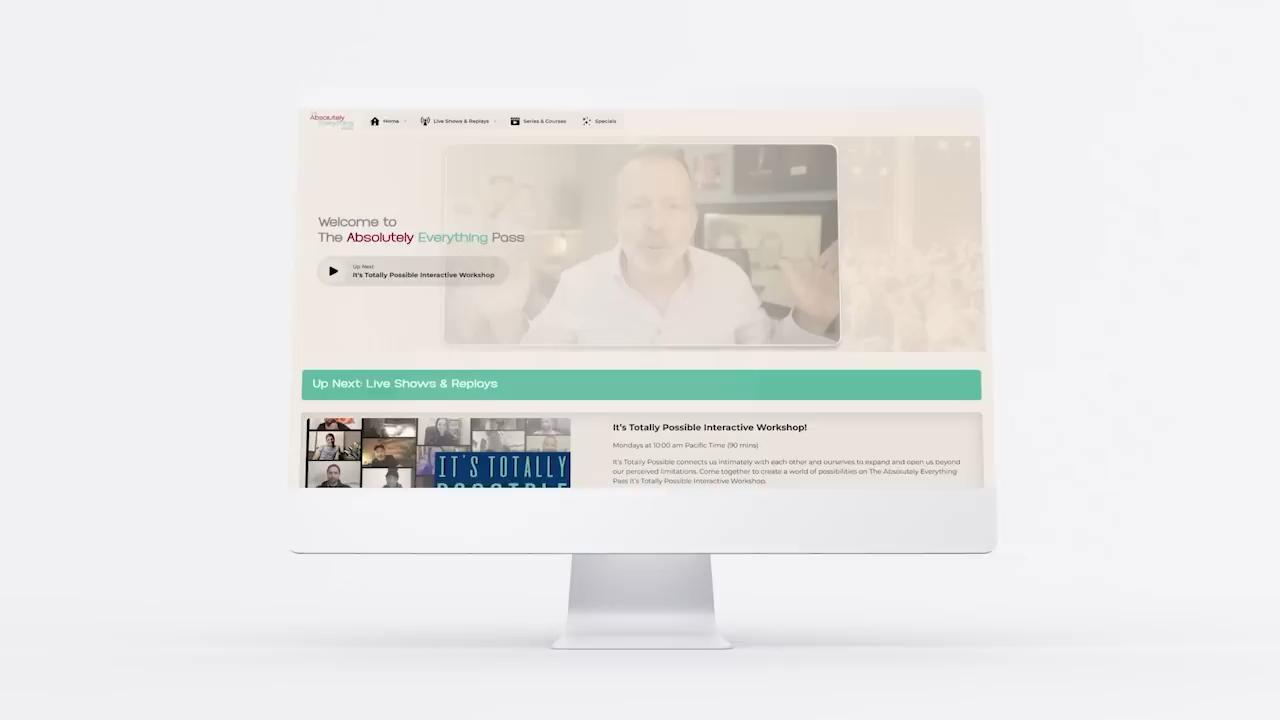 Absolutely
Everything
Home
Live Shows & Replays
Series & Courses
Specials
Welcome to
The Absolutely Everything Pass
Up Next:
It's Totally Possible Interactive Workshop
Up Next: Live Shows & Replays
IT'S TOTALLY
POSSIBLE
It's Totally Possible Interactive Workshop!
Mondays at 10:00 am Pacific Time (90 mins)
It's Totally Possible connects us intimately with each other and ourselves to expand and open us beyond
our perceived limitations. Come together to create a world of possibilities on The Absolutely Everything
Pass It's Totally Possible Interactive Workshop.